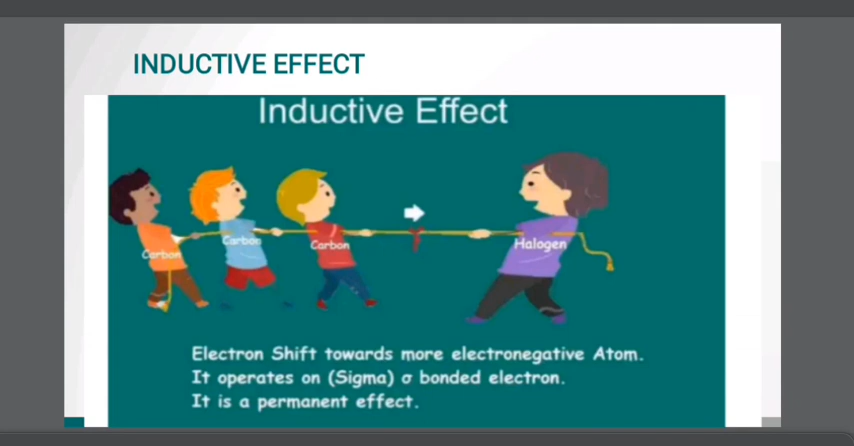 INDUCTIVE EFFECT
Inductive Effect
Carbon
Carbon
Carbon
Halogen
Electron Shift towards more electronegative Atom.
It operates on (Sigma) σ bonded electron.
It is a permanent effect.